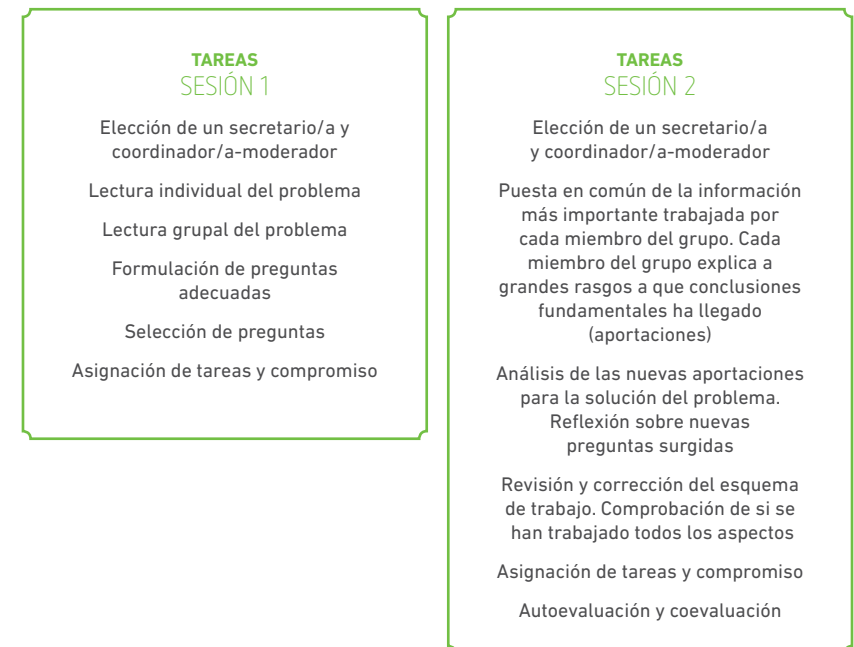 TAREAS
SESIÓN 1
Elección de un secretario/a y
coordinador/a-moderador
Lectura individual del problema
Lectura grupal del problema
Formulación de preguntas
adecuadas
Selección de preguntas
Asignación de tareas y compromiso
TAREAS
SESIÓN 2
Elección de un secretario/a
y coordinador/a-moderador
Puesta en común de la información
más importante trabajada por
cada miembro del grupo. Cada
miembro del grupo explica a
grandes rasgos a que conclusiones
fundamentales ha llegado
(aportaciones)
Análisis de las nuevas aportaciones
para la solución del problema.
Reflexión sobre nuevas
preguntas surgidas
Revisión y corrección del esquema
de trabajo. Comprobación de si se
han trabajado todos los aspectos
Asignación de tareas y compromiso
Autoevaluación y coevaluación